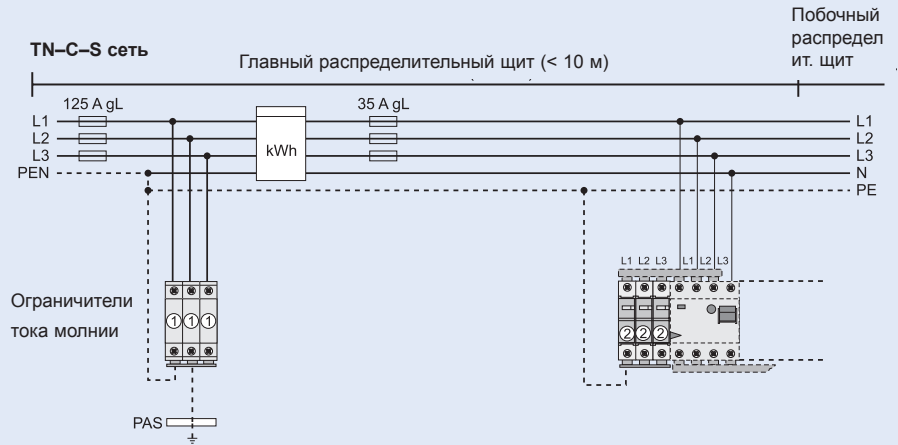 Побочный
распредел
ит. щит
TN–C–S сеть
Главный распределительный щит (< 10 м)
125 A gL
35 A gL
L1
L1
L2
L2
L3
kWh
L3
PEN
N
PE
L1 L2 L3 L1 L2 L3
Ограничители
тока молнии
1 1 1
2 2 2
PAS